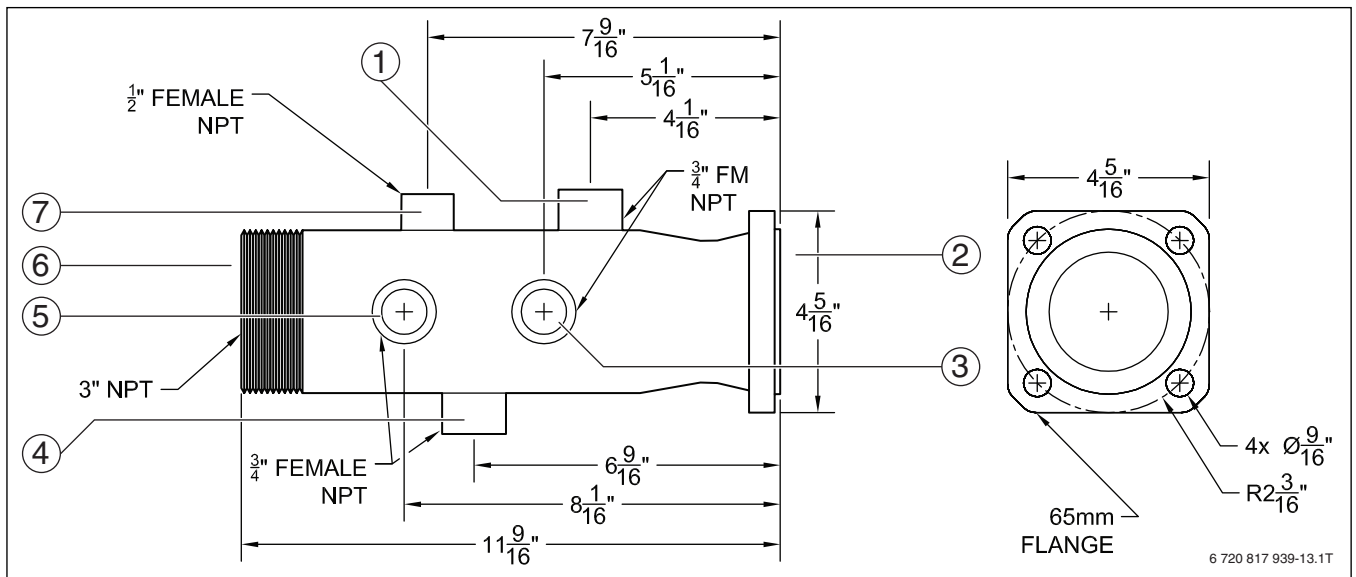 7 9/16"
1
5 1/16"
1/2" FEMALE
NPT
4 1/16"
3/4" FM
NPT
4 5/16"
7
6
2
5
4 5/16"
3
3" NPT
4
3/4" FEMALE
NPT
6 9/16"
4x Ø 9/16"
8 1/16"
R2 3/16"
65mm
FLANGE
11 9/16"
6 720 817 939-13.1T